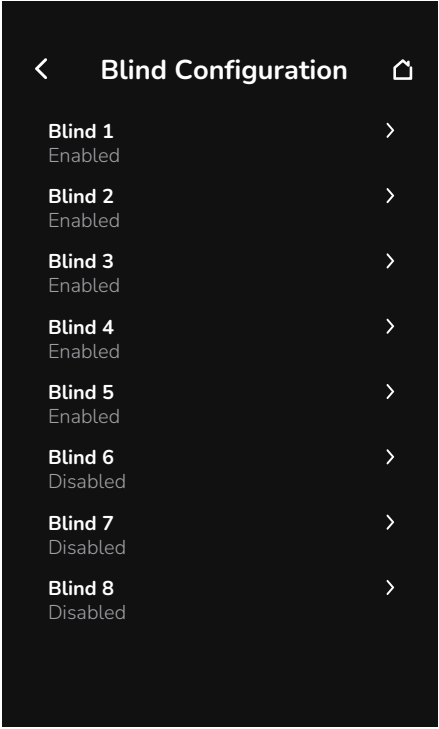 Blind Configuration
Blind 1
Enabled
Blind 2
Enabled
Blind 3
Enabled
Blind 4
Enabled
Blind 5
Enabled
Blind 6
Disabled
Blind 7
Disabled
Blind 8
Disabled